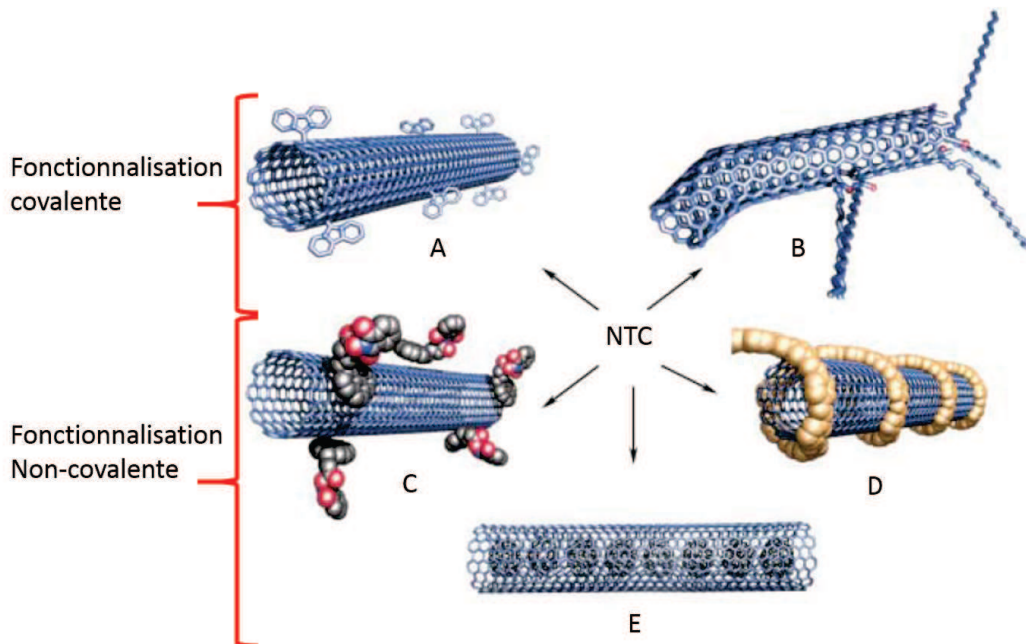 Fonctionnalisation
covalente
A
B
NTC
Fonctionnalisation
Non-covalente
C
D
E